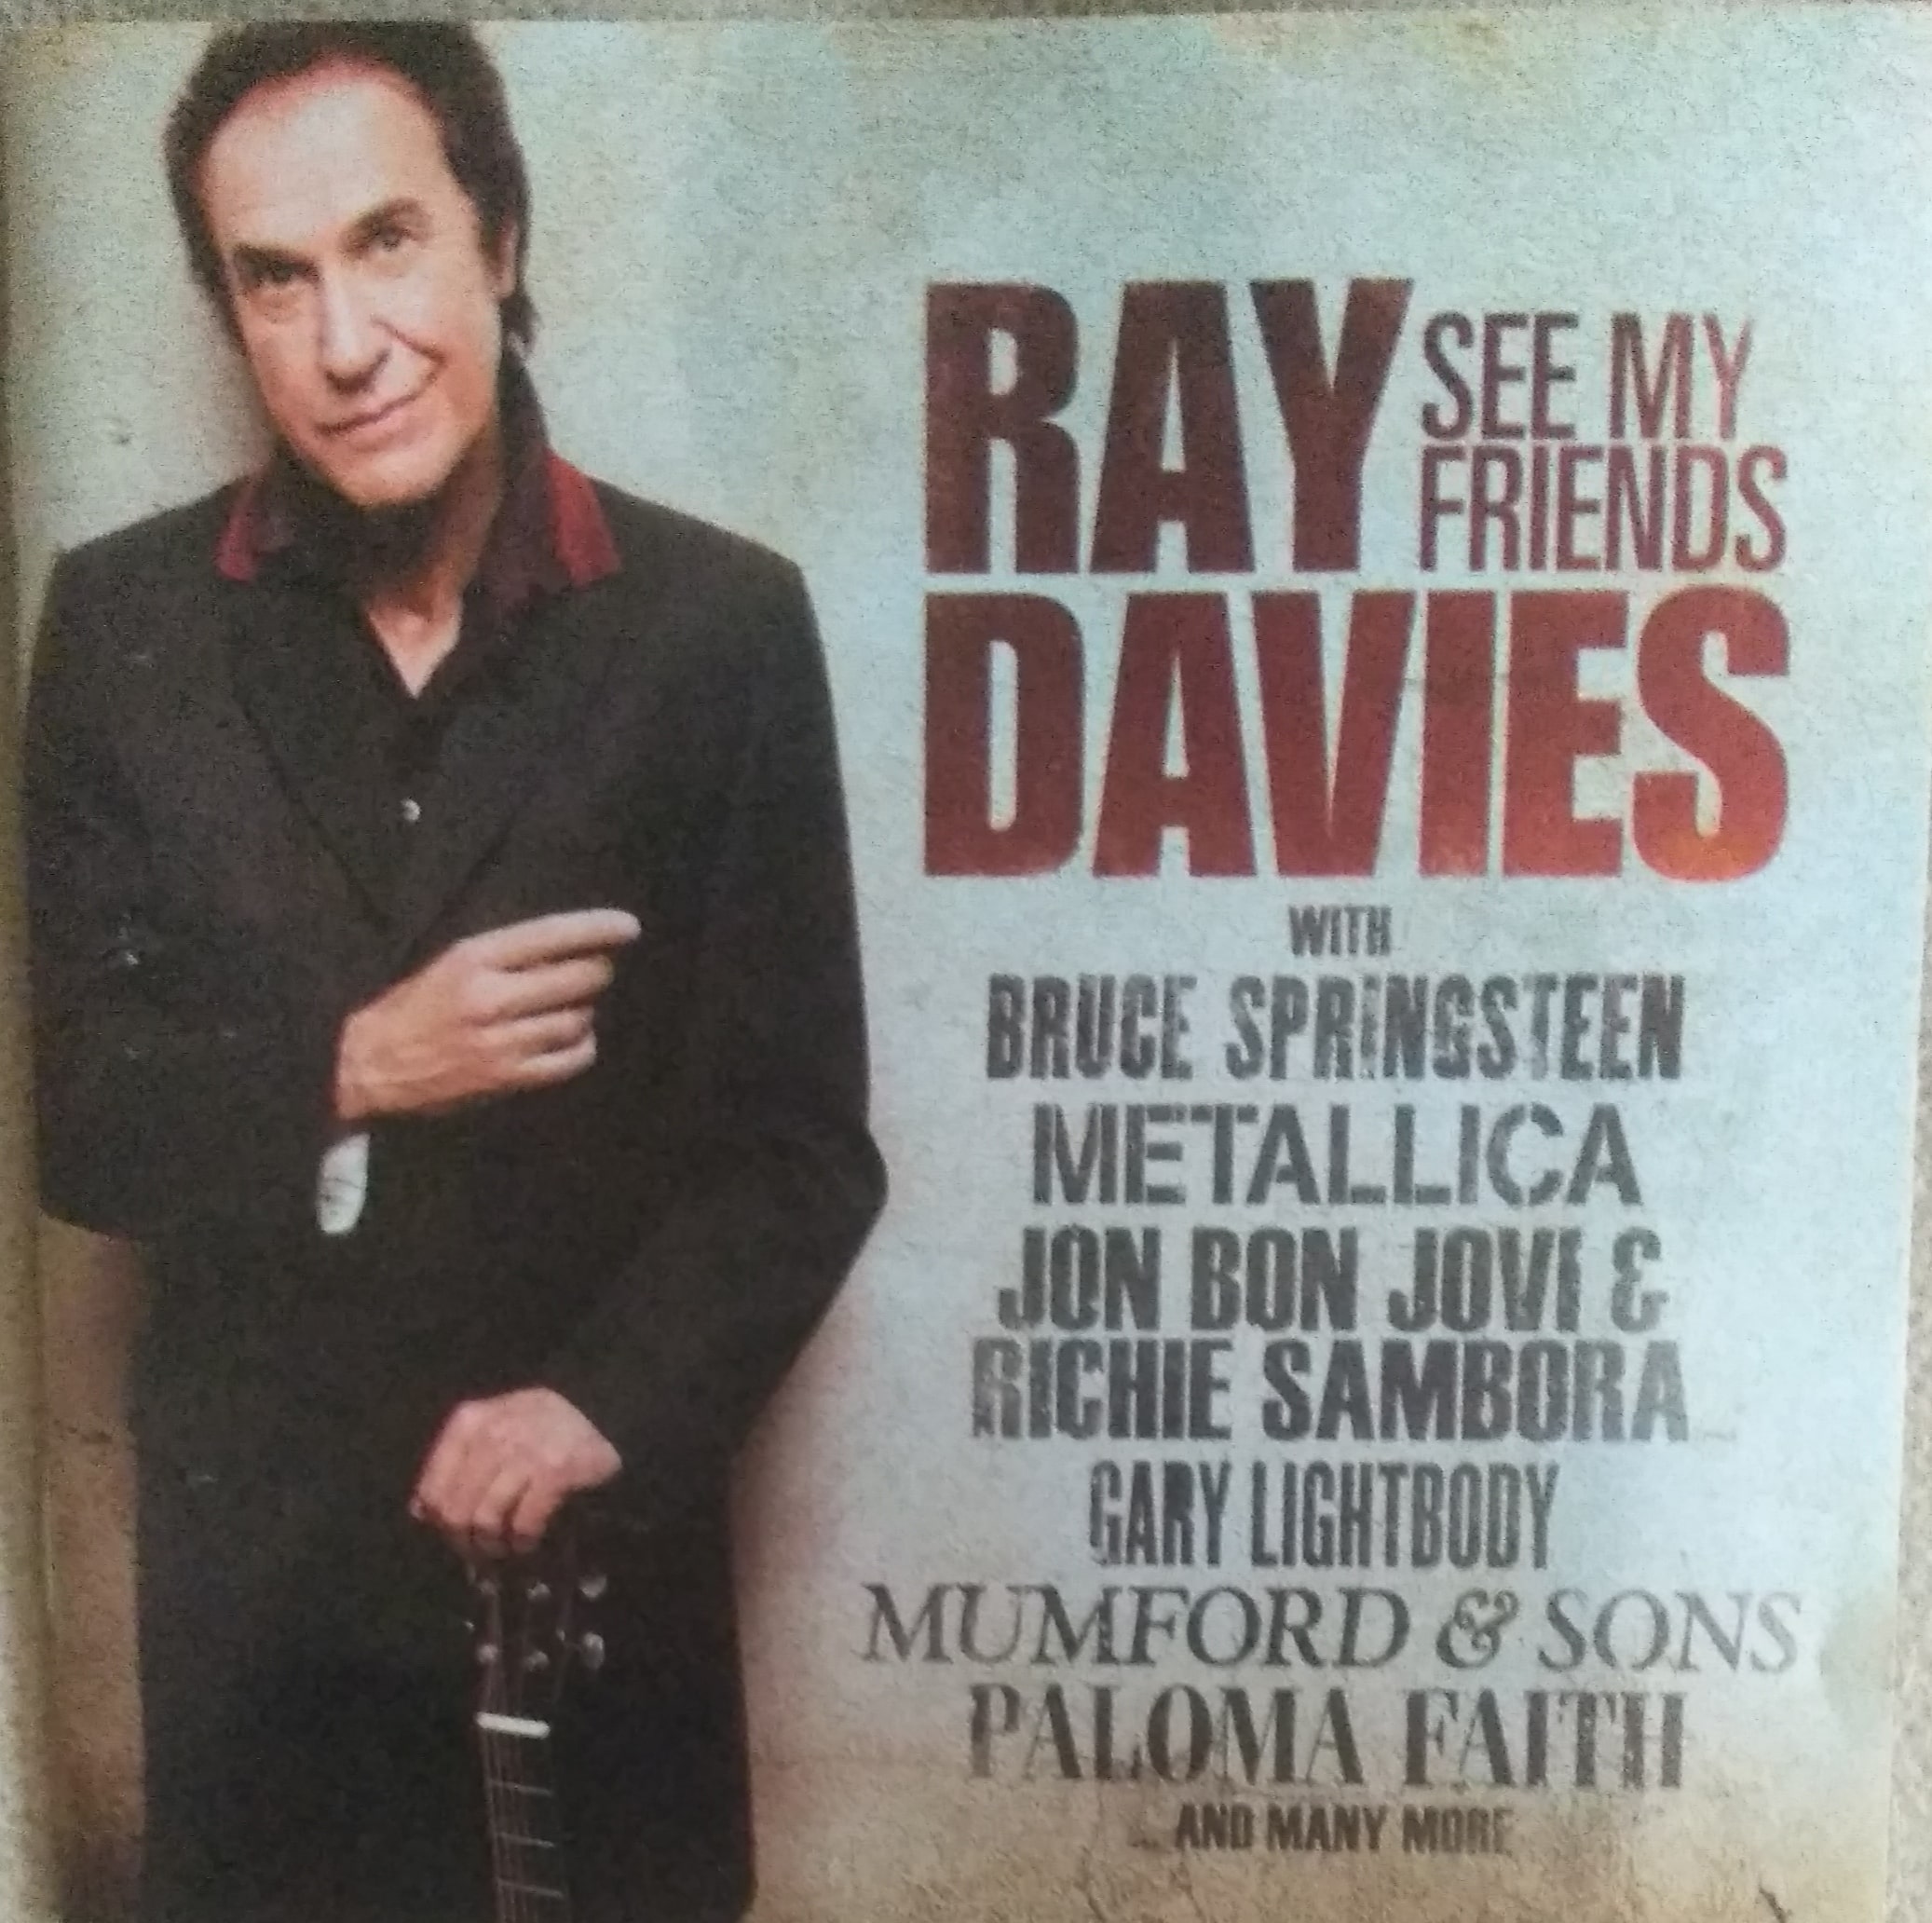 RAY SEE MY
FRIENDS
DAVIES
WITH
BRUCE SPRINGSTEEN
METALLICA
JON BON JOVI &
RICHIE SAMBORA
GARY LIGHTBODY
MUMFORD & SONS
PALOMA FAITH
... AND MANY MORE